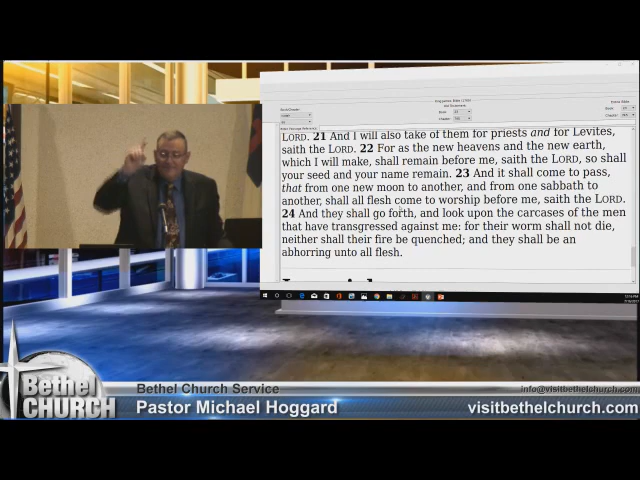 LORD. 21 And I will also take of them for priests and for Levites,
saith the LORD. 22 For as the new heavens and the new earth,
which I will make, shall remain before me, saith the LORD, so shall
your seed and your name remain. 23 And it shall come to pass,
that from one new moon to another, and from one sabbath to
another, shall all flesh come to worship before me, saith the LORD.
24 And they shall go forth, and look upon the carcases of the men
that have transgressed against me: for their worm shall not die,
neither shall their fire be quenched; and they shall be an
abhorring unto all flesh.
Bethel
CHURCH
Bethel Church Service
info@visitbethelchurch.com
Pastor Michael Hoggard
visitbethelchurch.com